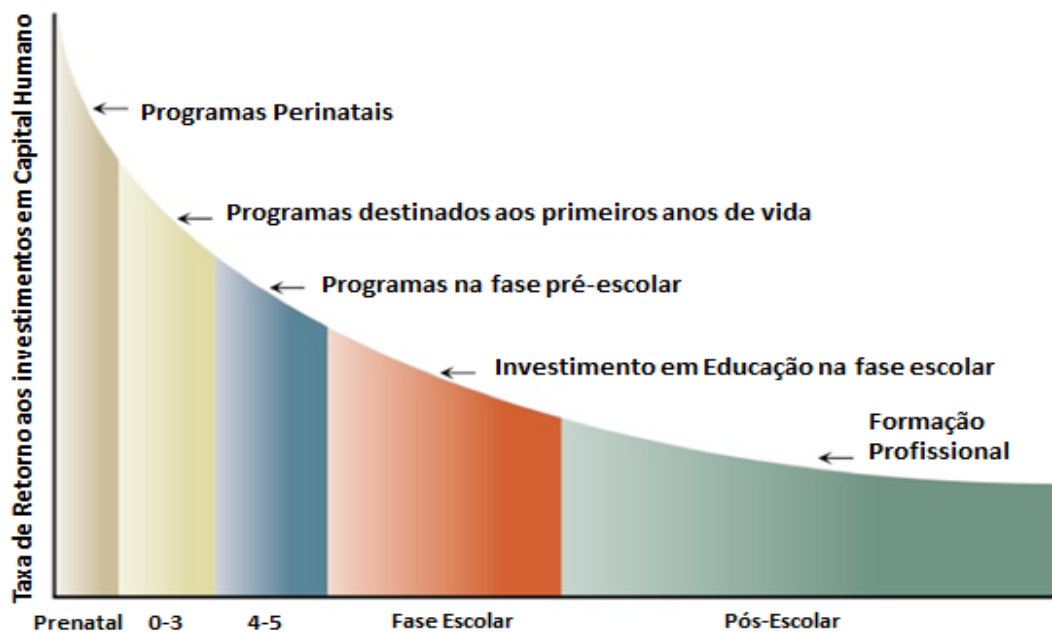 Taxa de Retorno aos investimentos em Capital Humano
Programas Perinatais
Programas destinados aos primeiros anos de vida
Programas na fase pré-escolar
Investimento em Educação na fase escolar
Formação
Profissional
Prenatal
0-3
4-5
Fase Escolar
Pós-Escolar